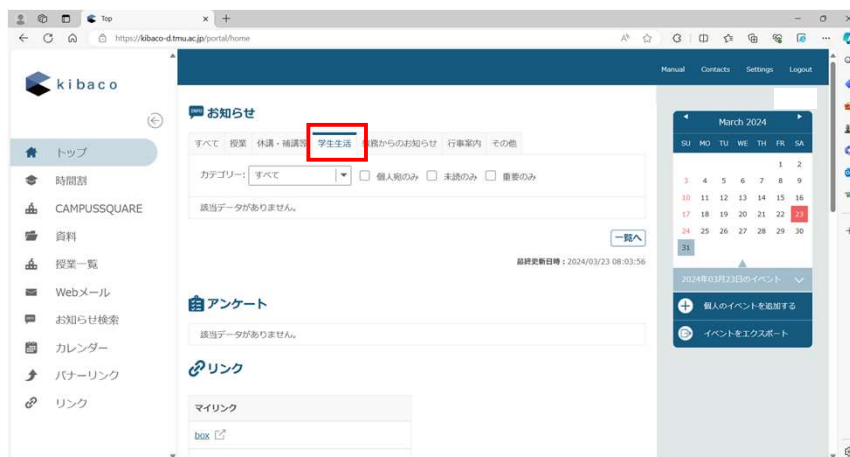 Top
https://kibaco-d.tmu.ac.jp/portal/home
kibaco
Manual Contacts Settings Logout
トップ
時間割
CAMPUSSQUARE
資料
授業一覧
Webメール
お知らせ検索
カレンダー
バナーリンク
リンク
お知らせ
すべて 授業 休講・補講等 学生生活 からのお知らせ 行事案内 その他
カテゴリー: すべて 個人宛のみ 未読のみ 重要のみ
該当データがありません。
一覧へ
最終更新日時：2024/03/23 08:03:56
アンケート
該当データがありません。
リンク
マイリンク
box
March 2024
SU MO TU WE TH FR SA
1 2
3 4 5 6 7 8 9
10 11 12 13 14 15 16
17 18 19 20 21 22 23
24 25 26 27 28 29 30
31
2024年03月23日のイベント
個人のイベントを追加する
イベントをエクスポート